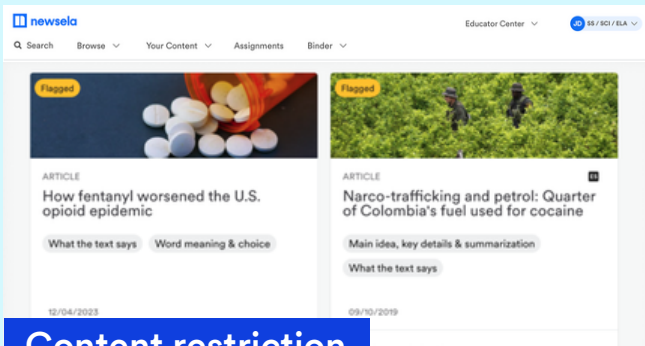 newsela
Educator Center
JD SS / SCI / ELA
Search Browse Your Content Assignments Binder
Flagged
ARTICLE
How fentanyl worsened the U.S.
opioid epidemic
What the text says Word meaning & choice
12/04/2023
Flagged
ARTICLE ES
Narco-trafficking and petrol: Quarter
of Colombia's fuel used for cocaine
Main idea, key details & summarization
What the text says
09/10/2019
Content restriction